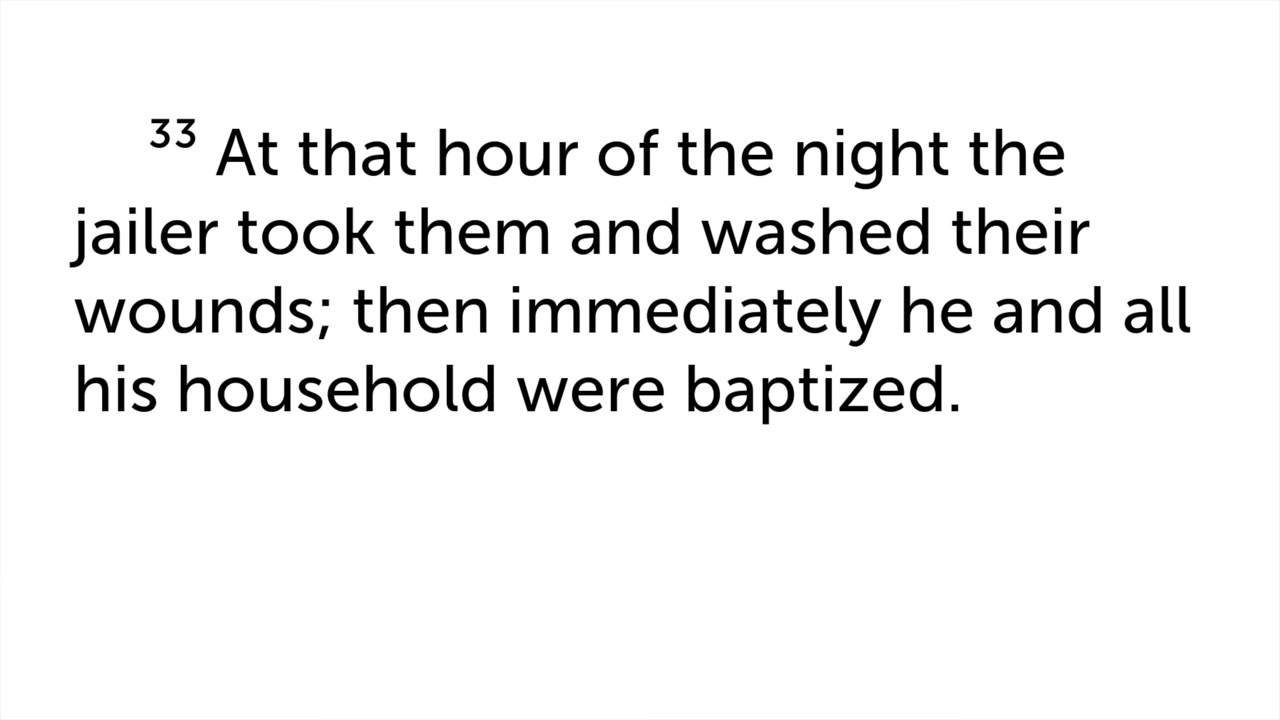 ³³ At that hour of the night the
jailer took them and washed their
wounds; then immediately he and all
his household were baptized.